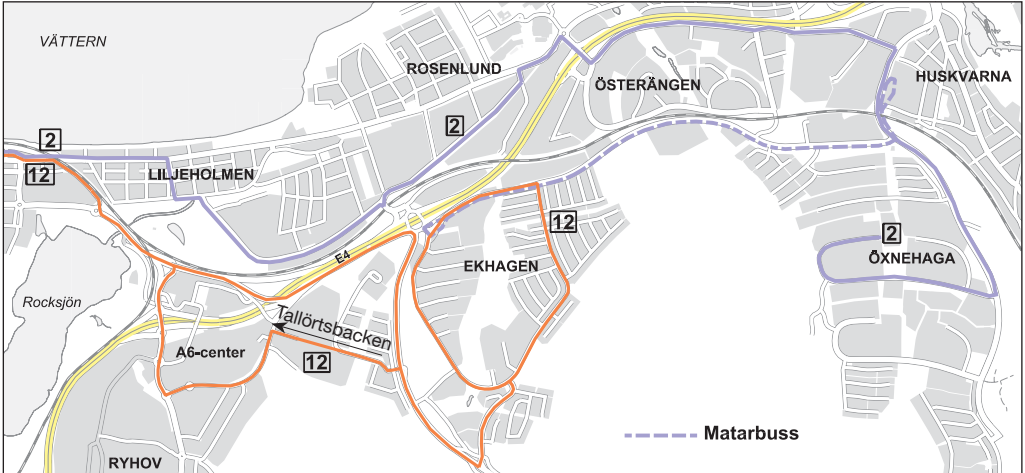 VÄTTERN
ROSENLUND
HUSKVARNA
ÖSTERÄNGEN
2
2
LILJEHOLMEN
12
12
2
E4
EKHAGEN
ÖXNEHAGA
Rocksjön
Tallörtsbacken
A6-center
12
Matarbuss
RYHOV